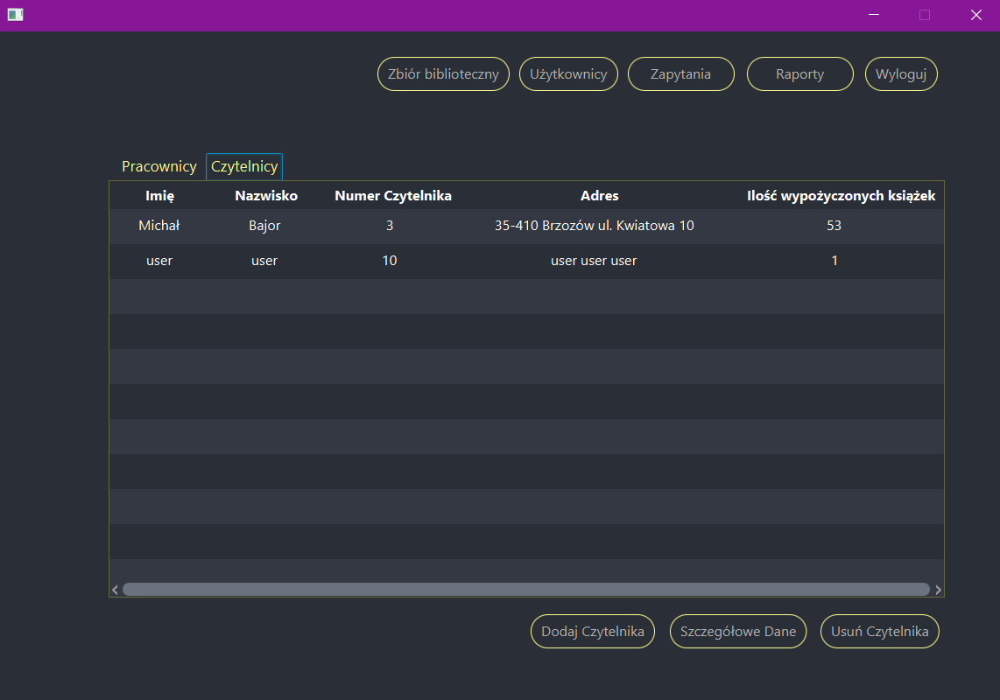 Zbiór biblioteczny Użytkownicy Zapytania Raporty Wyloguj
Pracownicy Czytelnicy
Imię Nazwisko Numer Czytelnika Adres Ilość wypożyczonych książek
Michał Bajor 3 35-410 Brzozów ul. Kwiatowa 10 53
user user 10 user user user 1
Dodaj Czytelnika Szczegółowe Dane Usuń Czytelnika